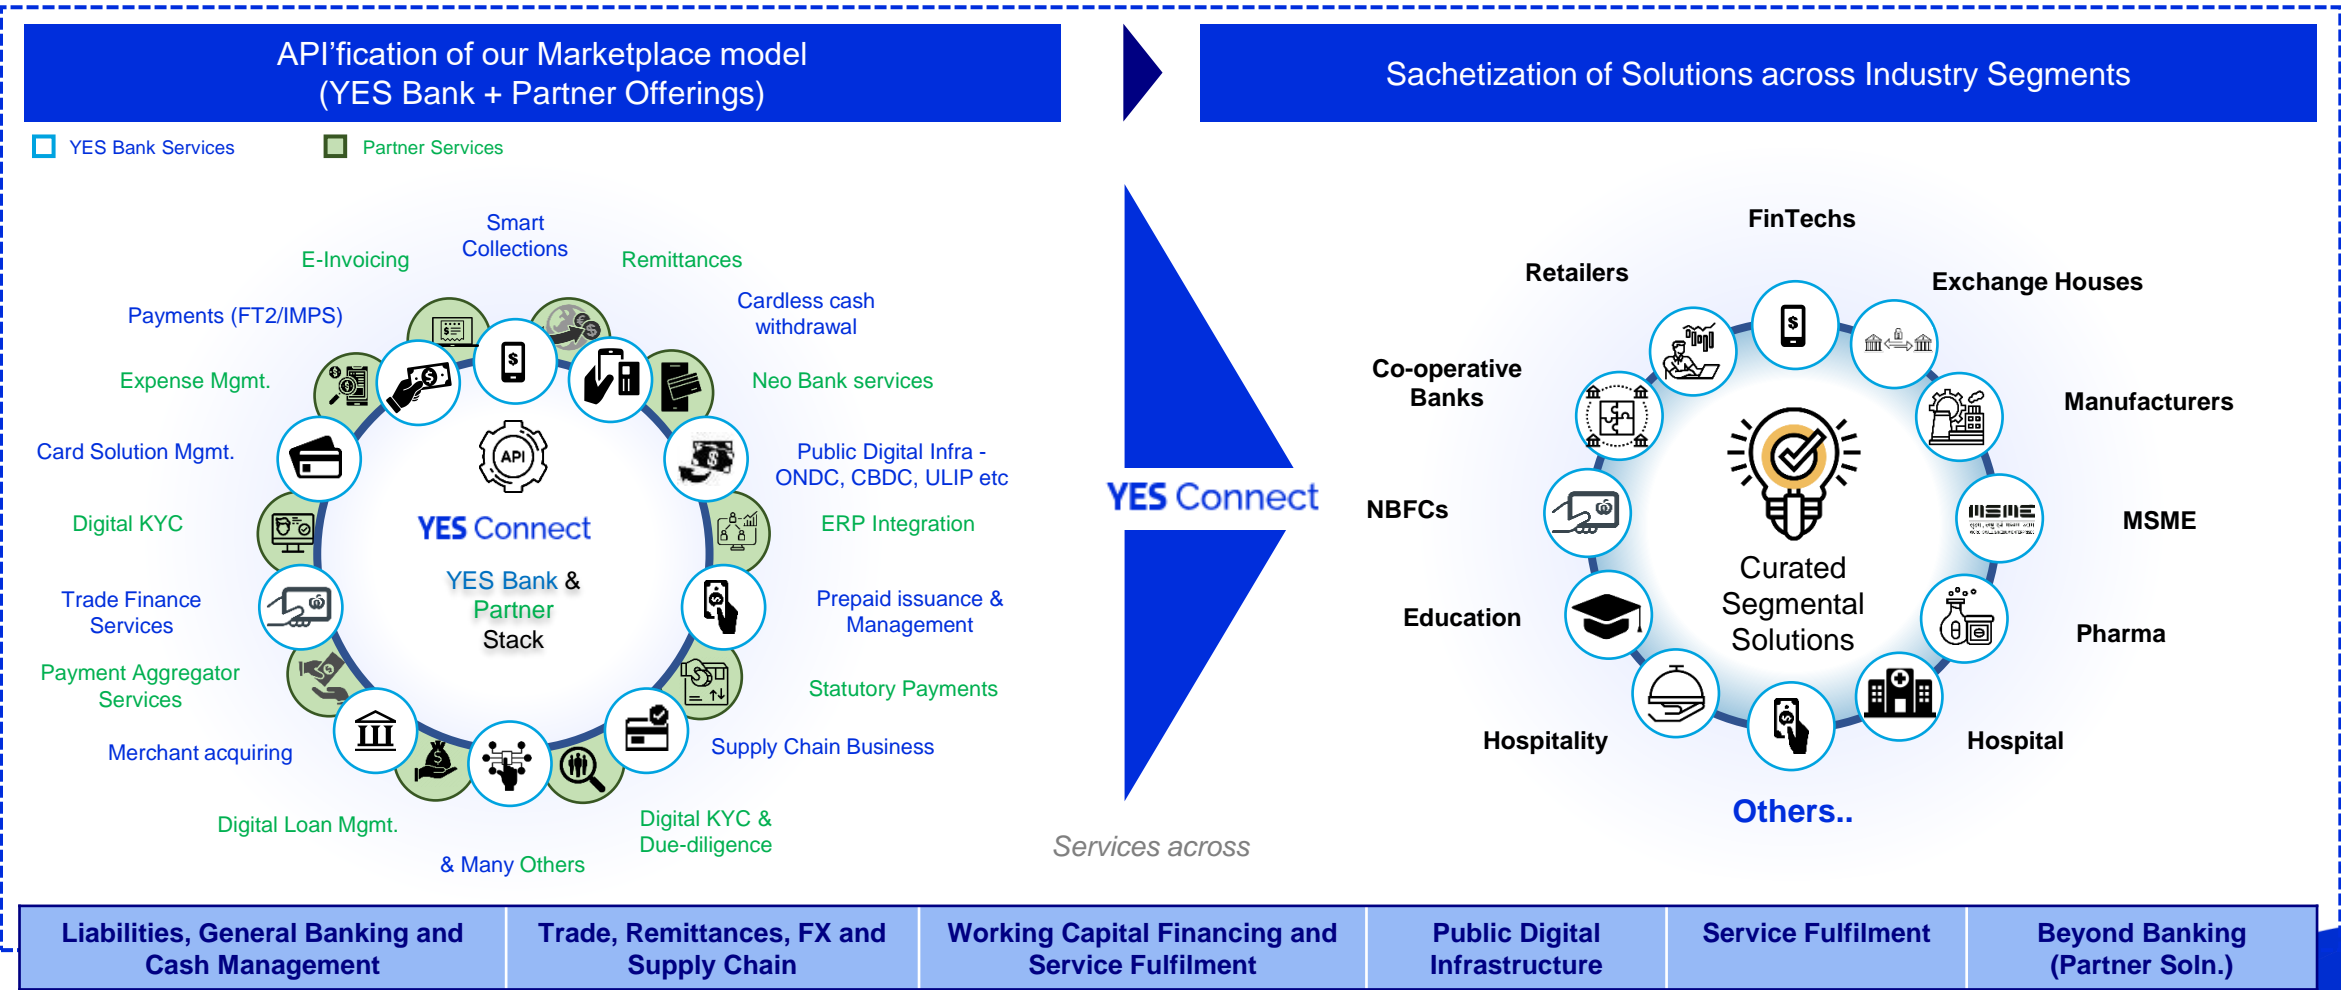 API'fication of our Marketplace model
(YES Bank + Partner Offerings)
Sachetization of Solutions across Industry Segments
YES Bank Services
Partner Services
Smart
Collections
E-Invoicing
Remittances
Payments (FT2/IMPS)
Cardless cash
withdrawal
Expense Mgmt.
Neo Bank services
Card Solution Mgmt.
Public Digital Infra -
ONDC, CBDC, ULIP etc
Digital KYC
ERP Integration
Trade Finance
Services
Prepaid issuance &
Management
Payment Aggregator
Services
Statutory Payments
Merchant acquiring
Supply Chain Business
Digital Loan Mgmt.
Digital KYC &
Due-diligence
& Many Others
API
YES Connect
YES Bank &
Partner
Stack
YES Connect
Services across
FinTechs
Retailers
Exchange Houses
Co-operative
Banks
Manufacturers
NBFCs
MSME
Education
Pharma
Hospitality
Hospital
Others..
Curated
Segmental
Solutions
Liabilities, General Banking and
Cash Management
Trade, Remittances, FX and
Supply Chain
Working Capital Financing and
Service Fulfilment
Public Digital
Infrastructure
Service Fulfilment
Beyond Banking
(Partner Soln.)